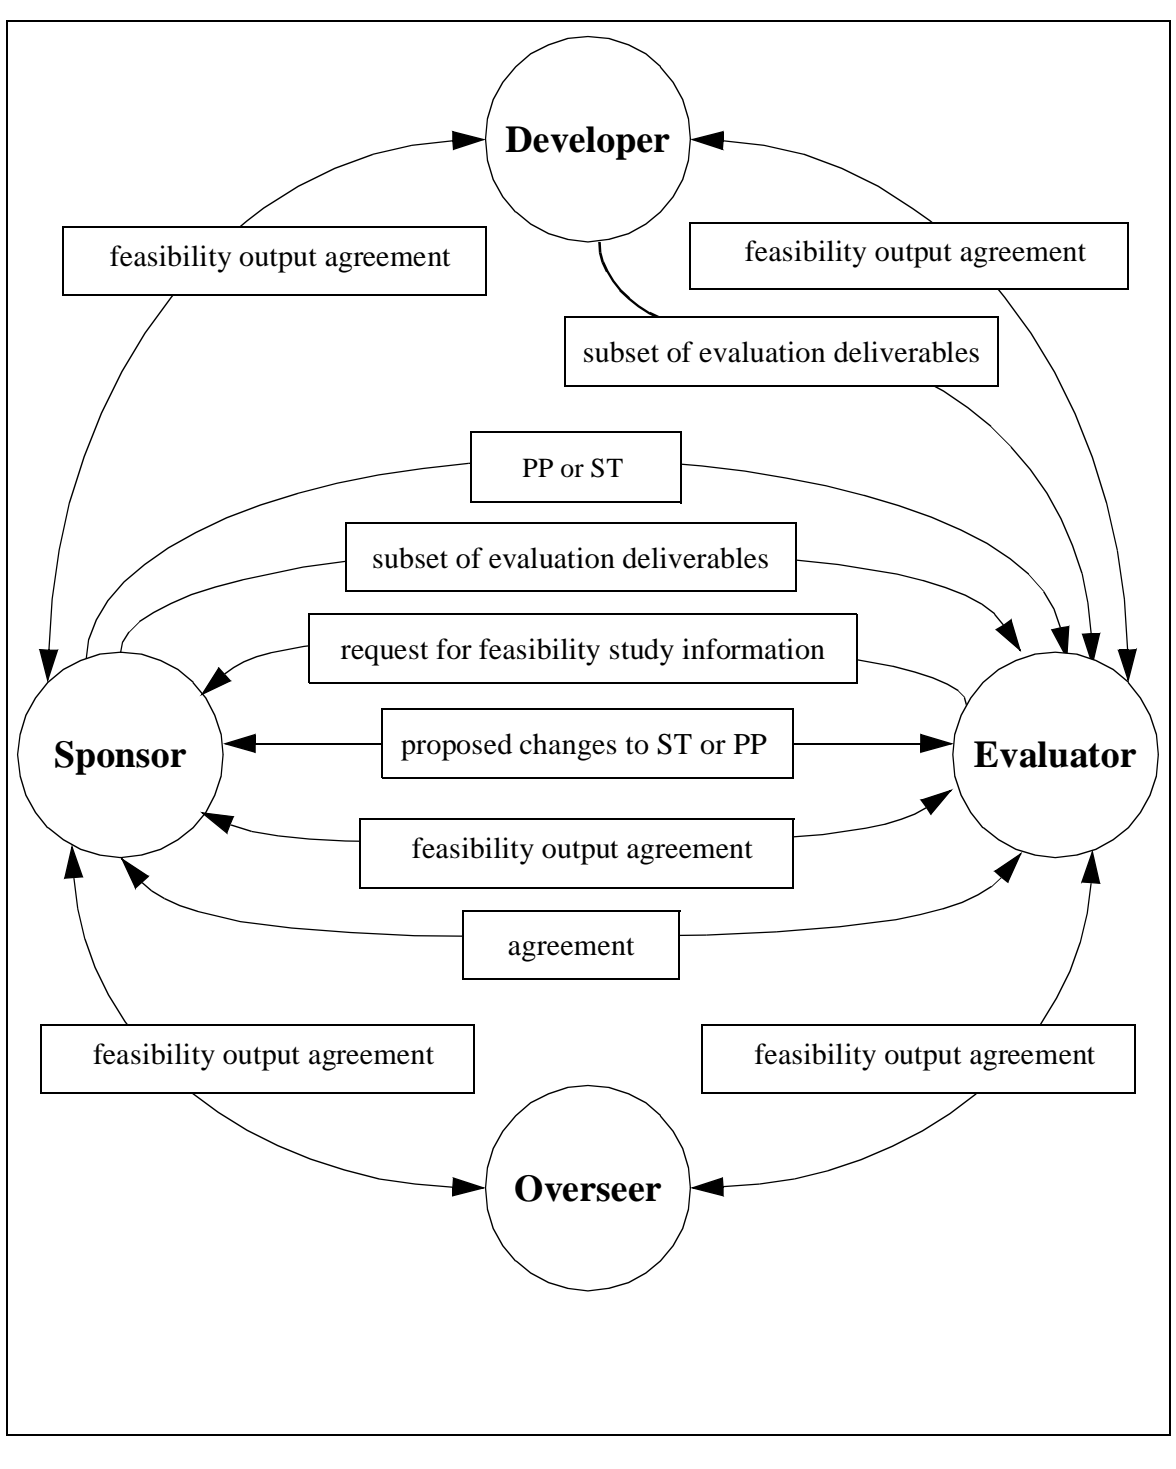 Developer
feasibility output agreement
feasibility output agreement
subset of evaluation deliverables
PP or ST
subset of evaluation deliverables
request for feasibility study information
proposed changes to ST or PP
Sponsor
Evaluator
feasibility output agreement
agreement
feasibility output agreement
feasibility output agreement
Overseer